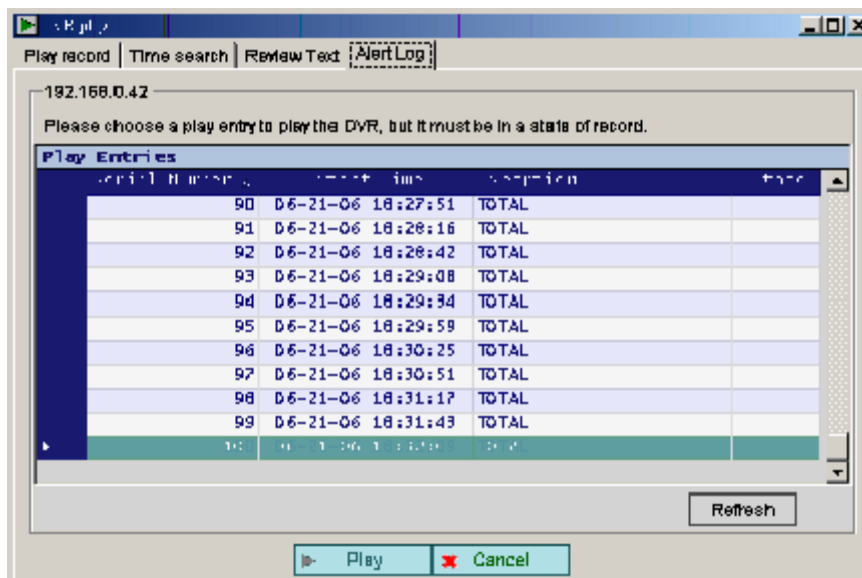 Play record Time search Review Text Alert Log
192.168.0.42
Please choose a play entry to play the DVR, but it must be in a state of record.
Play Entries
90 06-21-06 18:27:51 TOTAL
91 06-21-06 18:28:16 TOTAL
92 06-21-06 18:28:42 TOTAL
93 06-21-06 18:29:08 TOTAL
94 06-21-06 18:29:34 TOTAL
95 06-21-06 18:29:59 TOTAL
96 06-21-06 18:30:25 TOTAL
97 06-21-06 18:30:51 TOTAL
98 06-21-06 18:31:17 TOTAL
99 06-21-06 18:31:43 TOTAL
Refresh
Play Cancel